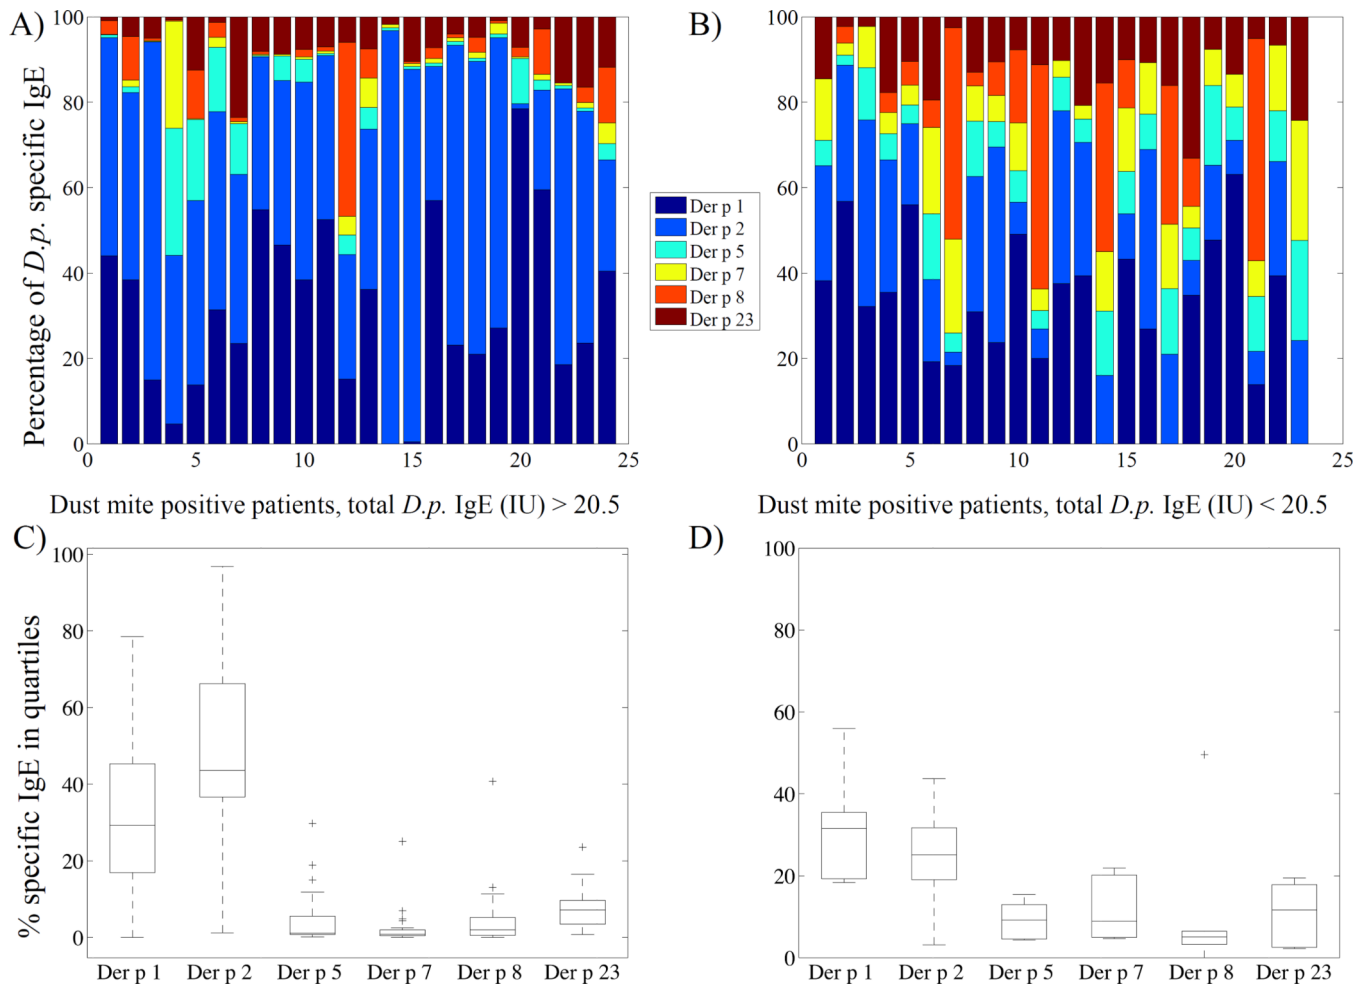 A)
B)
Percentage of D.p. specific IgE
100
80
60
40
20
0
0 5 10 15 20 25
Dust mite positive patients, total D.p. IgE (IU) > 20.5
Der p 1
Der p 2
Der p 5
Der p 7
Der p 8
Der p 23
100
80
60
40
20
0
0 5 10 15 20 25
Dust mite positive patients, total D.p. IgE (IU) < 20.5
C)
D)
% specific IgE in quartiles
100
80
60
40
20
0
Der p 1 Der p 2 Der p 5 Der p 7 Der p 8 Der p 23
100
80
60
40
20
0
Der p 1 Der p 2 Der p 5 Der p 7 Der p 8 Der p 23